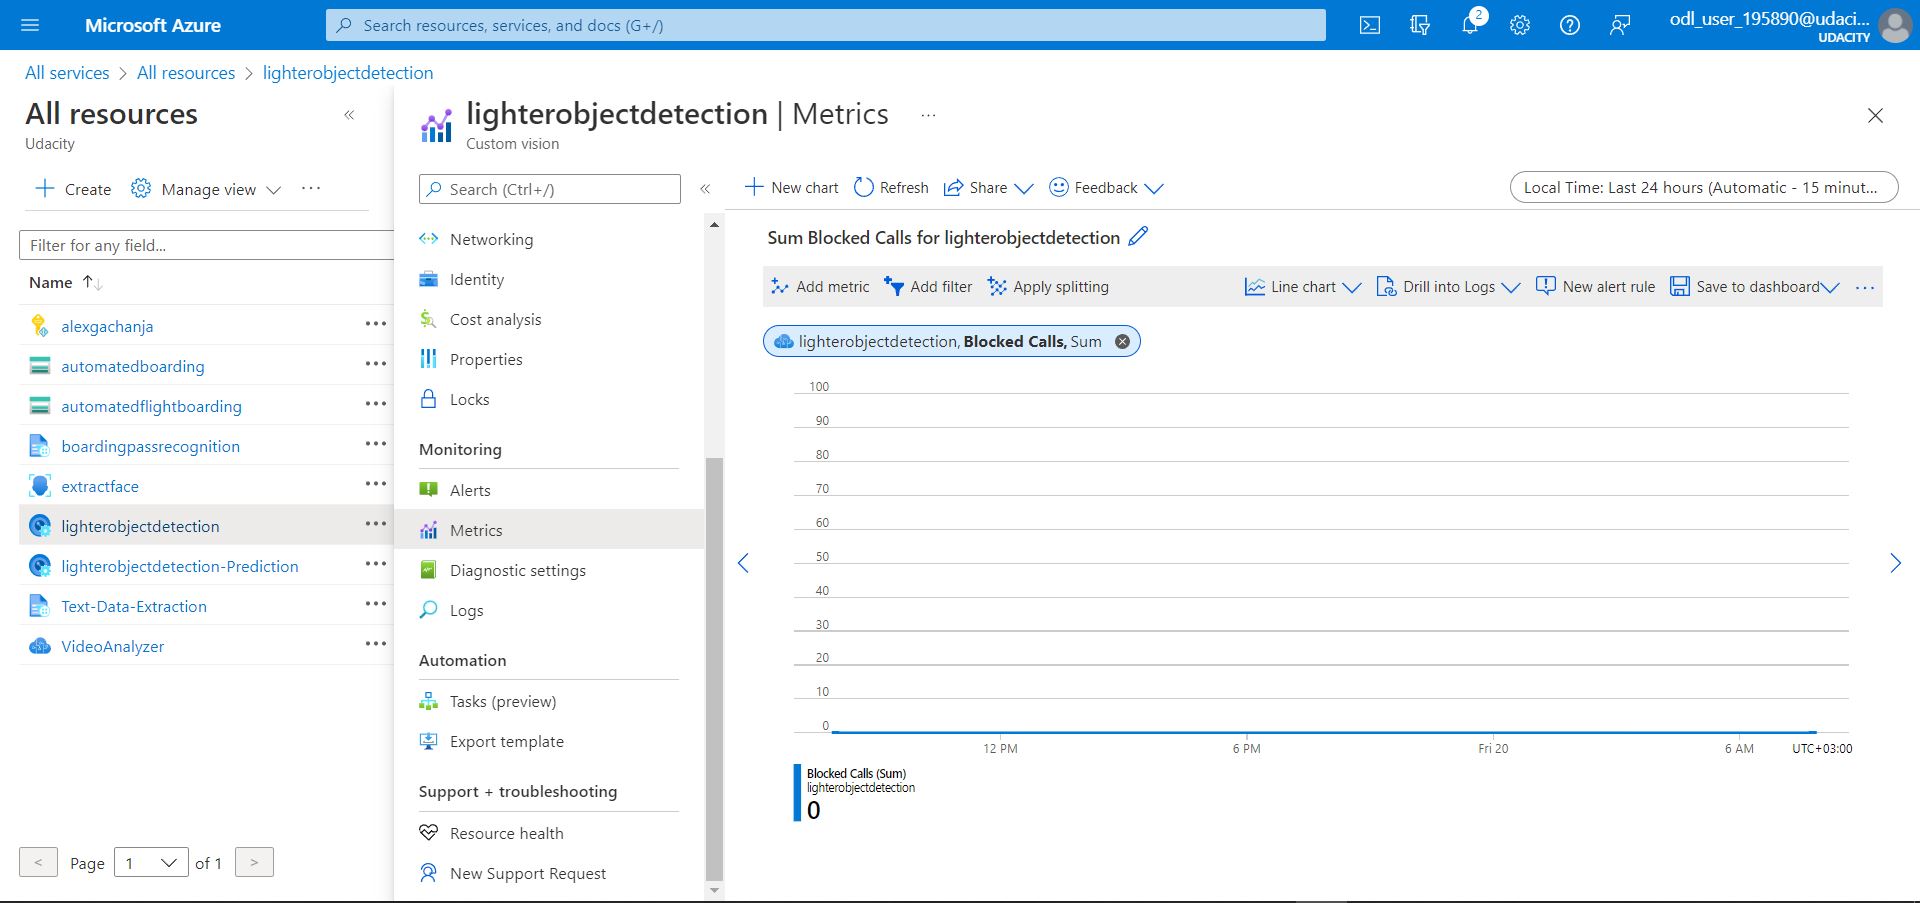 Microsoft Azure
Search resources, services, and docs (G+/)
2
odl_user_195890@udaci...
UDACITY
All services > All resources > lighterobjectdetection
All resources
Udacity
«
+ Create
Manage view
...
Filter for any field...
Name ↑↓
alexgachanja
automatedboarding
automatedflightboarding
boardingpassrecognition
extractface
lighterobjectdetection
lighterobjectdetection-Prediction
Text-Data-Extraction
VideoAnalyzer
< Page 1 of 1 >
lighterobjectdetection | Metrics ...
Custom vision
Search (Ctrl+/)
«
Networking
Identity
Cost analysis
Properties
Locks
Monitoring
Alerts
Metrics
Diagnostic settings
Logs
Automation
Tasks (preview)
Export template
Support + troubleshooting
Resource health
New Support Request
+ New chart
Refresh
Share
Feedback
Local Time: Last 24 hours (Automatic - 15 minut...
Sum Blocked Calls for lighterobjectdetection
Add metric
Add filter
Apply splitting
Line chart
Drill into Logs
New alert rule
Save to dashboard
...
lighterobjectdetection, Blocked Calls, Sum
100
90
80
70
60
50
40
30
20
10
0
12 PM
6 PM
Fri 20
6 AM
UTC+03:00
Blocked Calls (Sum)
lighterobjectdetection
0